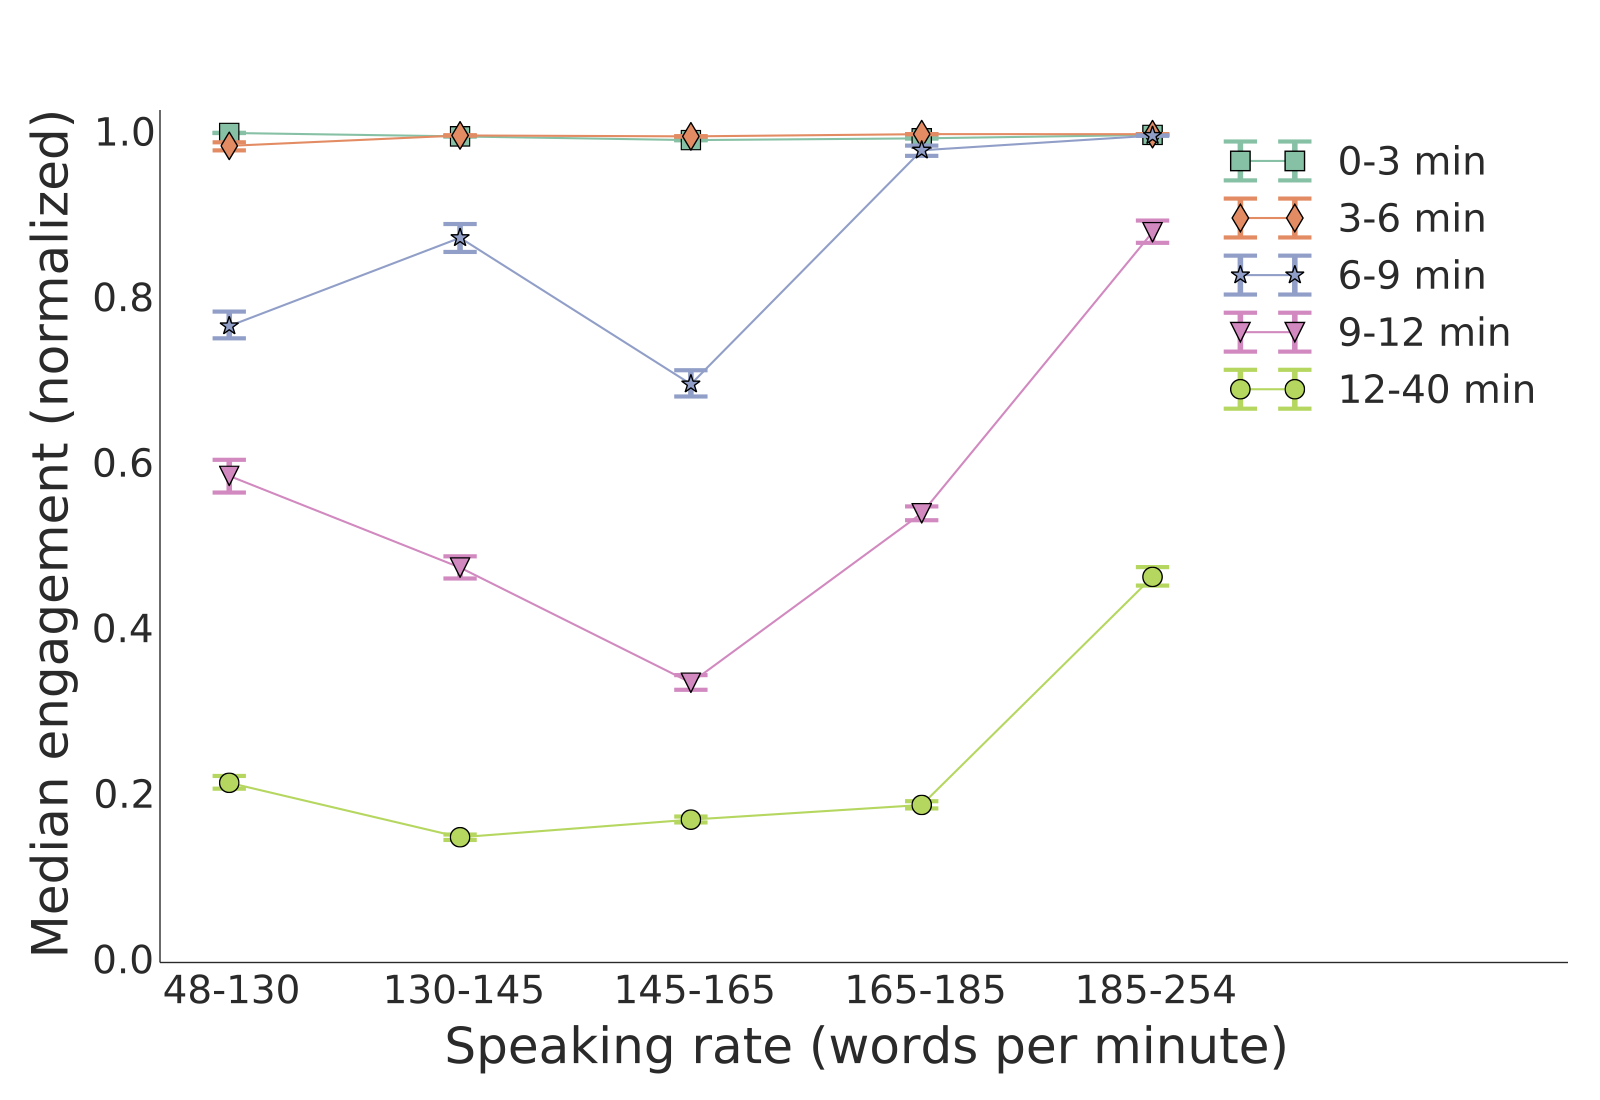 Median engagement (normalized)
1.0
0.8
0.6
0.4
0.2
0.0
0-3 min
3-6 min
6-9 min
9-12 min
12-40 min
48-130 130-145 145-165 165-185 185-254
Speaking rate (words per minute)